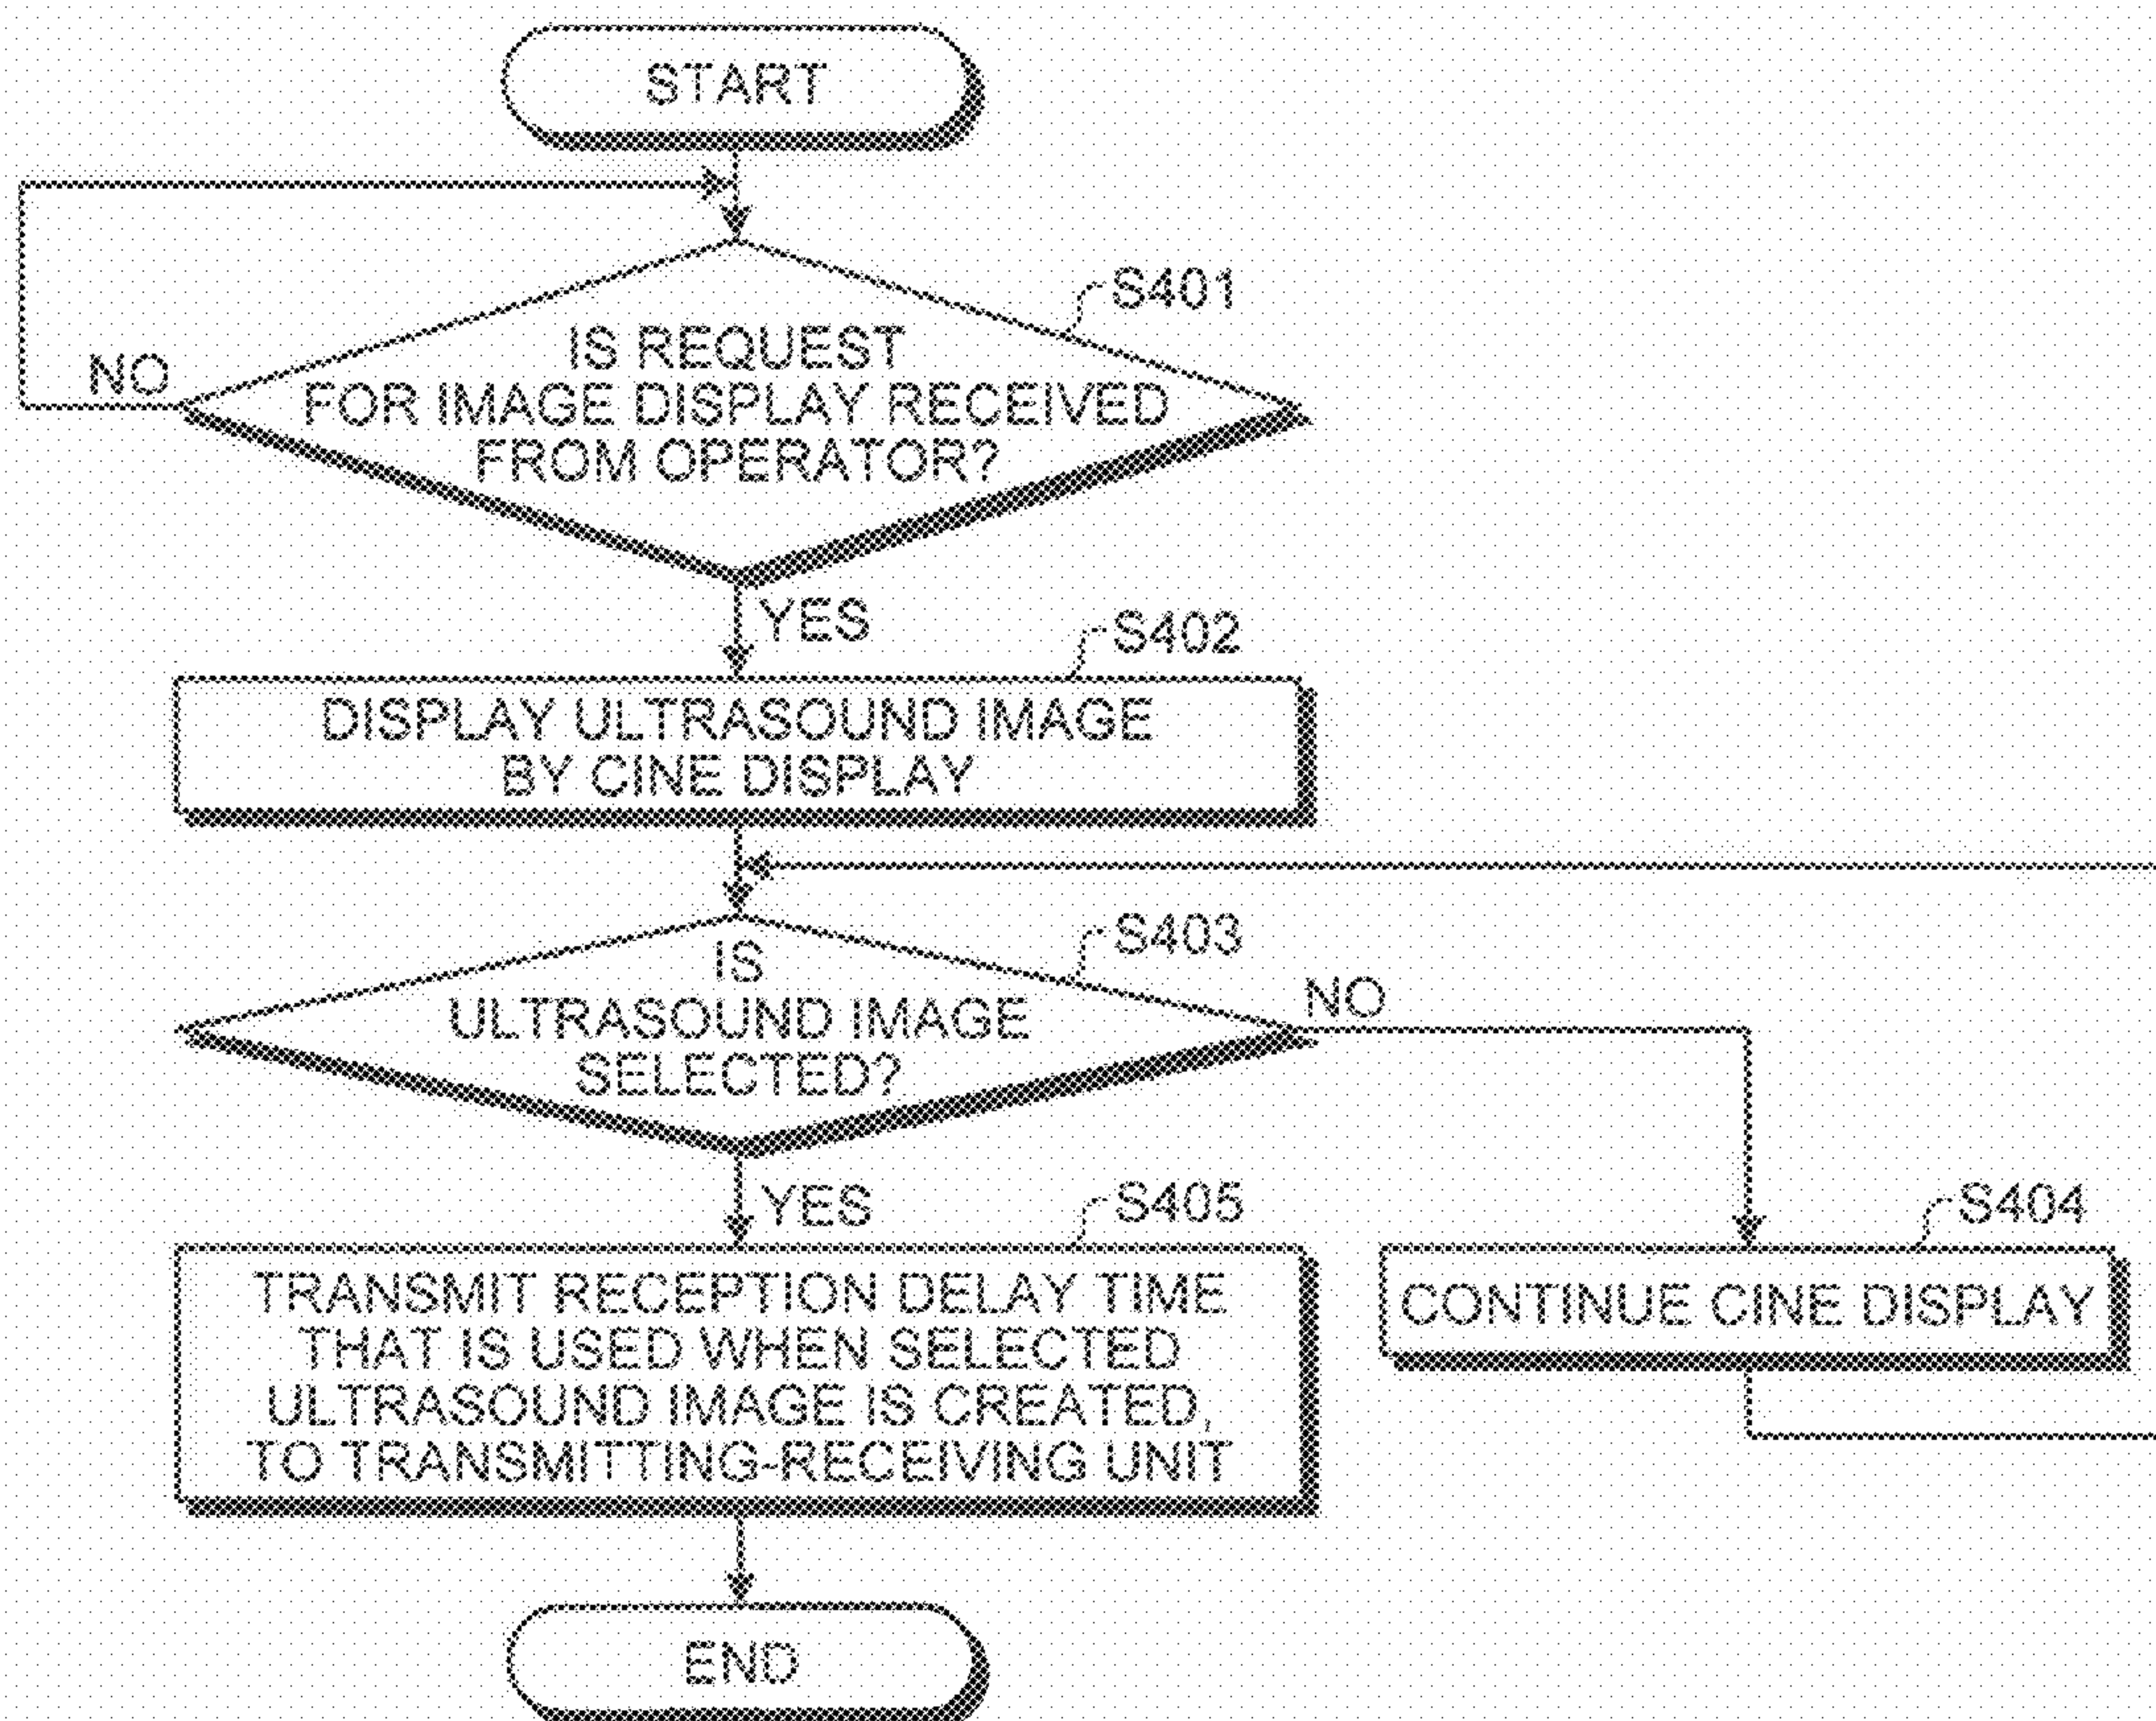 START
S401
IS REQUEST
FOR IMAGE DISPLAY RECEIVED
FROM OPERATOR?
NO
YES
S402
DISPLAY ULTRASOUND IMAGE
BY CINE DISPLAY
S403
IS
ULTRASOUND IMAGE
SELECTED?
NO
YES
S405
TRANSMIT RECEPTION DELAY TIME
THAT IS USED WHEN SELECTED
ULTRASOUND IMAGE IS CREATED,
TO TRANSMITTING-RECEIVING UNIT
S404
CONTINUE CINE DISPLAY
END